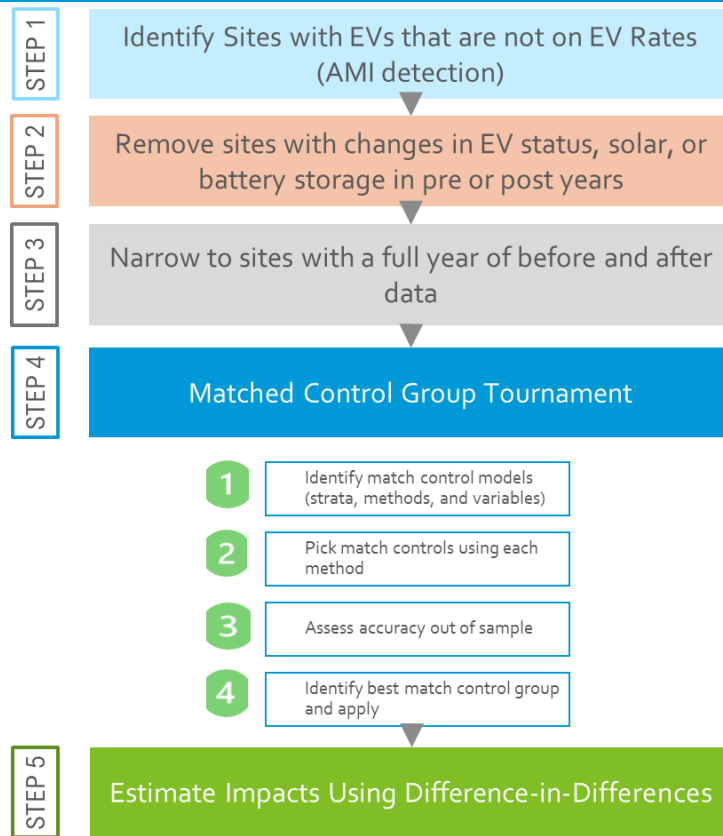 STEP 1
Identify Sites with EVs that are not on EV Rates
(AMI detection)
STEP 2
Remove sites with changes in EV status, solar, or
battery storage in pre or post years
STEP 3
Narrow to sites with a full year of before and after
data
STEP 4
Matched Control Group Tournament
1
Identify match control models
(strata, methods, and variables)
2
Pick match controls using each
method
3
Assess accuracy out of sample
4
Identify best match control group
and apply
STEP 5
Estimate Impacts Using Difference-in-Differences